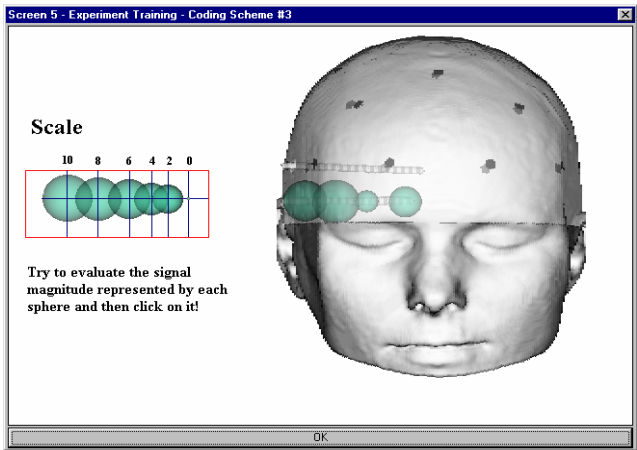 Screen 5 - Experiment Training - Coding Scheme #3
Scale
10 8 6 4 2 0
Try to evaluate the signal
magnitude represented by each
sphere and then click on it!
OK